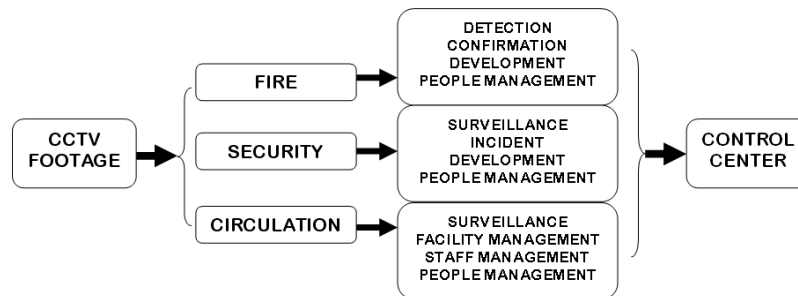 CCTV
FOOTAGE
FIRE
SECURITY
CIRCULATION
DETECTION
CONFIRMATION
DEVELOPMENT
PEOPLE MANAGEMENT
SURVEILLANCE
INCIDENT
DEVELOPMENT
PEOPLE MANAGEMENT
SURVEILLANCE
FACILITY MANAGEMENT
STAFF MANAGEMENT
PEOPLE MANAGEMENT
CONTROL
CENTER